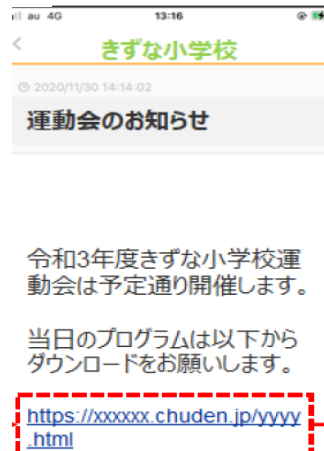 au 4G 13:16
きずな小学校
2020/11/30 14:14:02
運動会のお知らせ
令和3年度きずな小学校運
動会は予定通り開催します。
当日のプログラムは以下から
ダウンロードをお願いします。
https://xxxxxx.chuden.jp/yyyy
.html